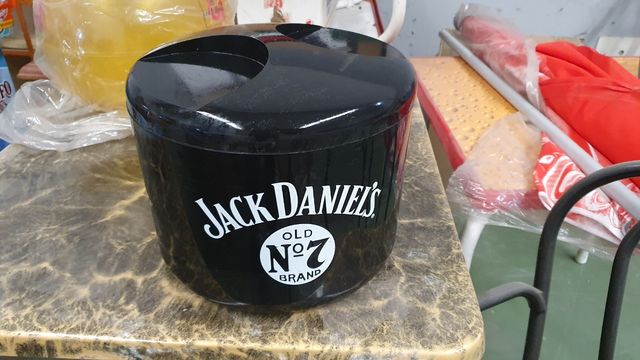 JACK DANIEL'S
OLD
Nº7
BRAND